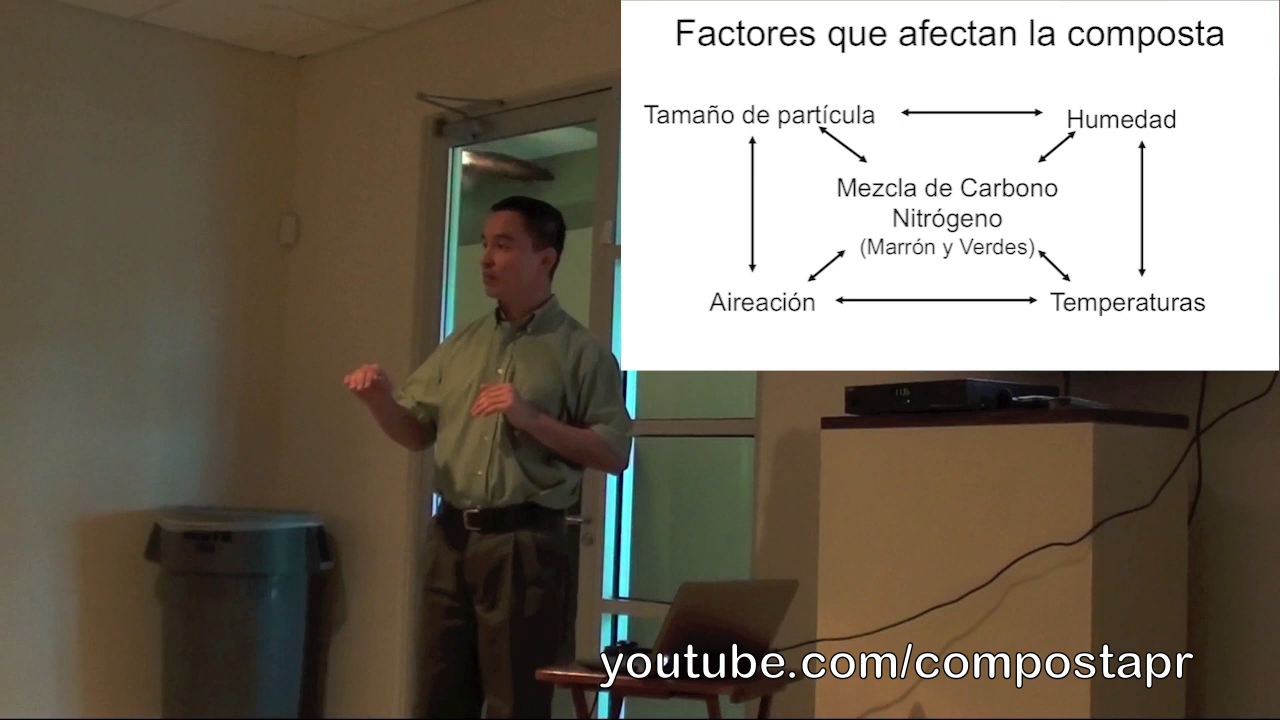 Factores que afectan la composta
Tamaño de partícula
Humedad
Mezcla de Carbono
Nitrógeno
(Marrón y Verdes)
Aireación
Temperaturas
youtube.com/compostapr